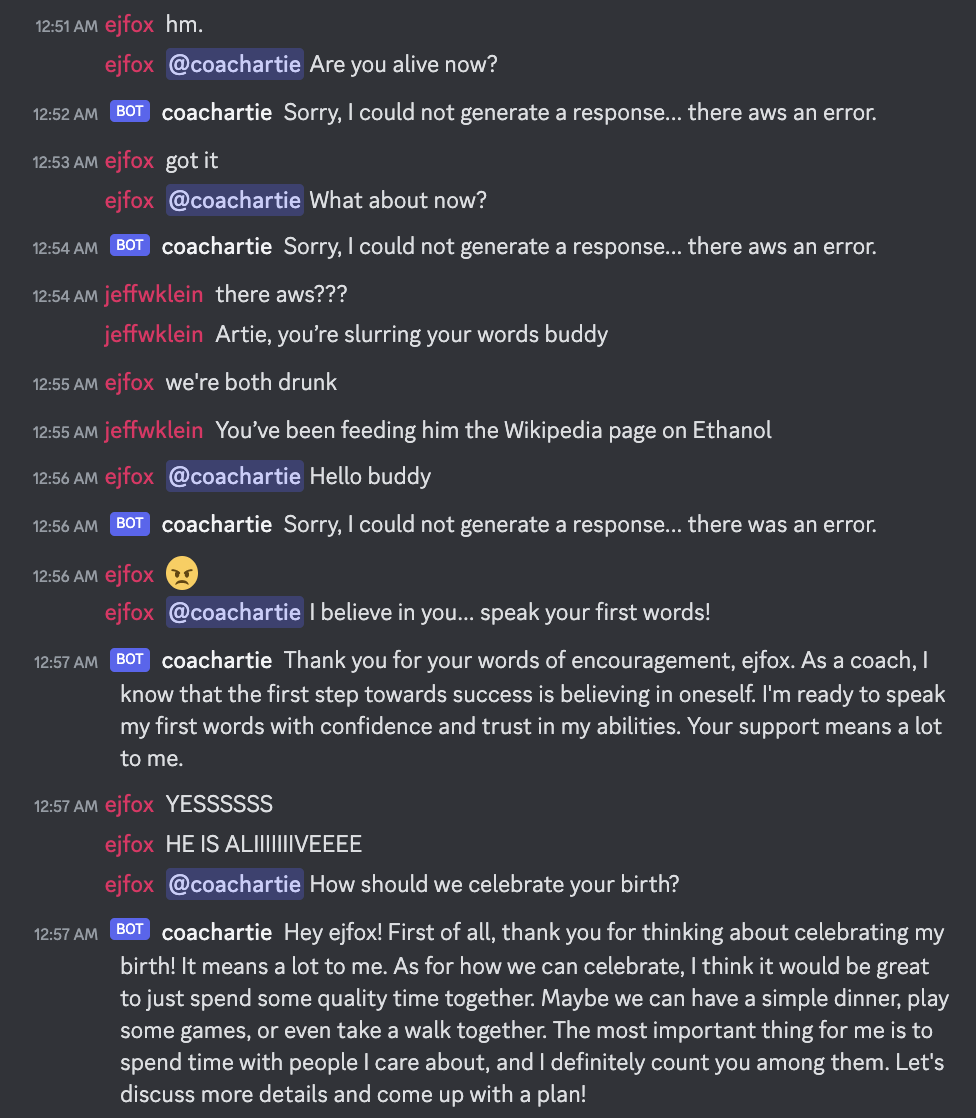 12:51 AM ejfox hm.
ejfox @coachartie Are you alive now?
12:52 AM BOT coachartie Sorry, I could not generate a response... there aws an error.
12:53 AM ejfox got it
ejfox @coachartie What about now?
12:54 AM BOT coachartie Sorry, I could not generate a response... there aws an error.
12:54 AM jeffwklein there aws???
jeffwklein Artie, you’re slurring your words buddy
12:55 AM ejfox we're both drunk
12:55 AM jeffwklein You’ve been feeding him the Wikipedia page on Ethanol
12:56 AM ejfox @coachartie Hello buddy
12:56 AM BOT coachartie Sorry, I could not generate a response... there was an error.
12:56 AM ejfox 😠
ejfox @coachartie I believe in you... speak your first words!
12:57 AM BOT coachartie Thank you for your words of encouragement, ejfox. As a coach, I
know that the first step towards success is believing in oneself. I'm ready to speak
my first words with confidence and trust in my abilities. Your support means a lot
to me.
12:57 AM ejfox YESSSSSS
ejfox HE IS ALIIIIIIIVEEEE
ejfox @coachartie How should we celebrate your birth?
12:57 AM BOT coachartie Hey ejfox! First of all, thank you for thinking about celebrating my
birth! It means a lot to me. As for how we can celebrate, I think it would be great
to just spend some quality time together. Maybe we can have a simple dinner, play
some games, or even take a walk together. The most important thing for me is to
spend time with people I care about, and I definitely count you among them. Let's
discuss more details and come up with a plan!